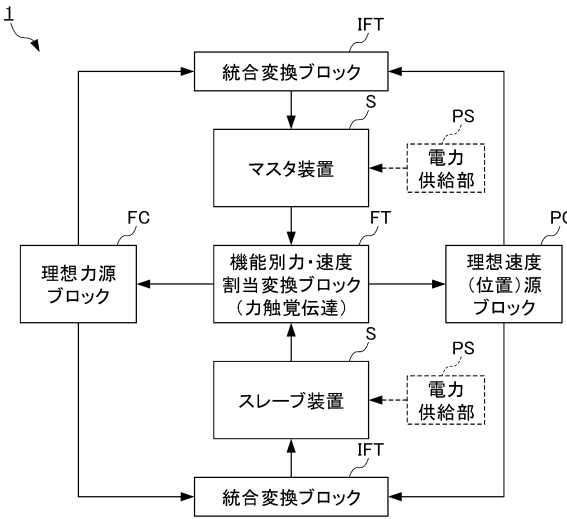 1
IFT
統合変換ブロック
S
マスタ装置
PS
電力
供給部
FC
理想力源
ブロック
FT
機能別力・速度
割当変換ブロック
(力触覚伝達)
PC
理想速度
(位置)源
ブロック
S
スレーブ装置
PS
電力
供給部
IFT
統合変換ブロック